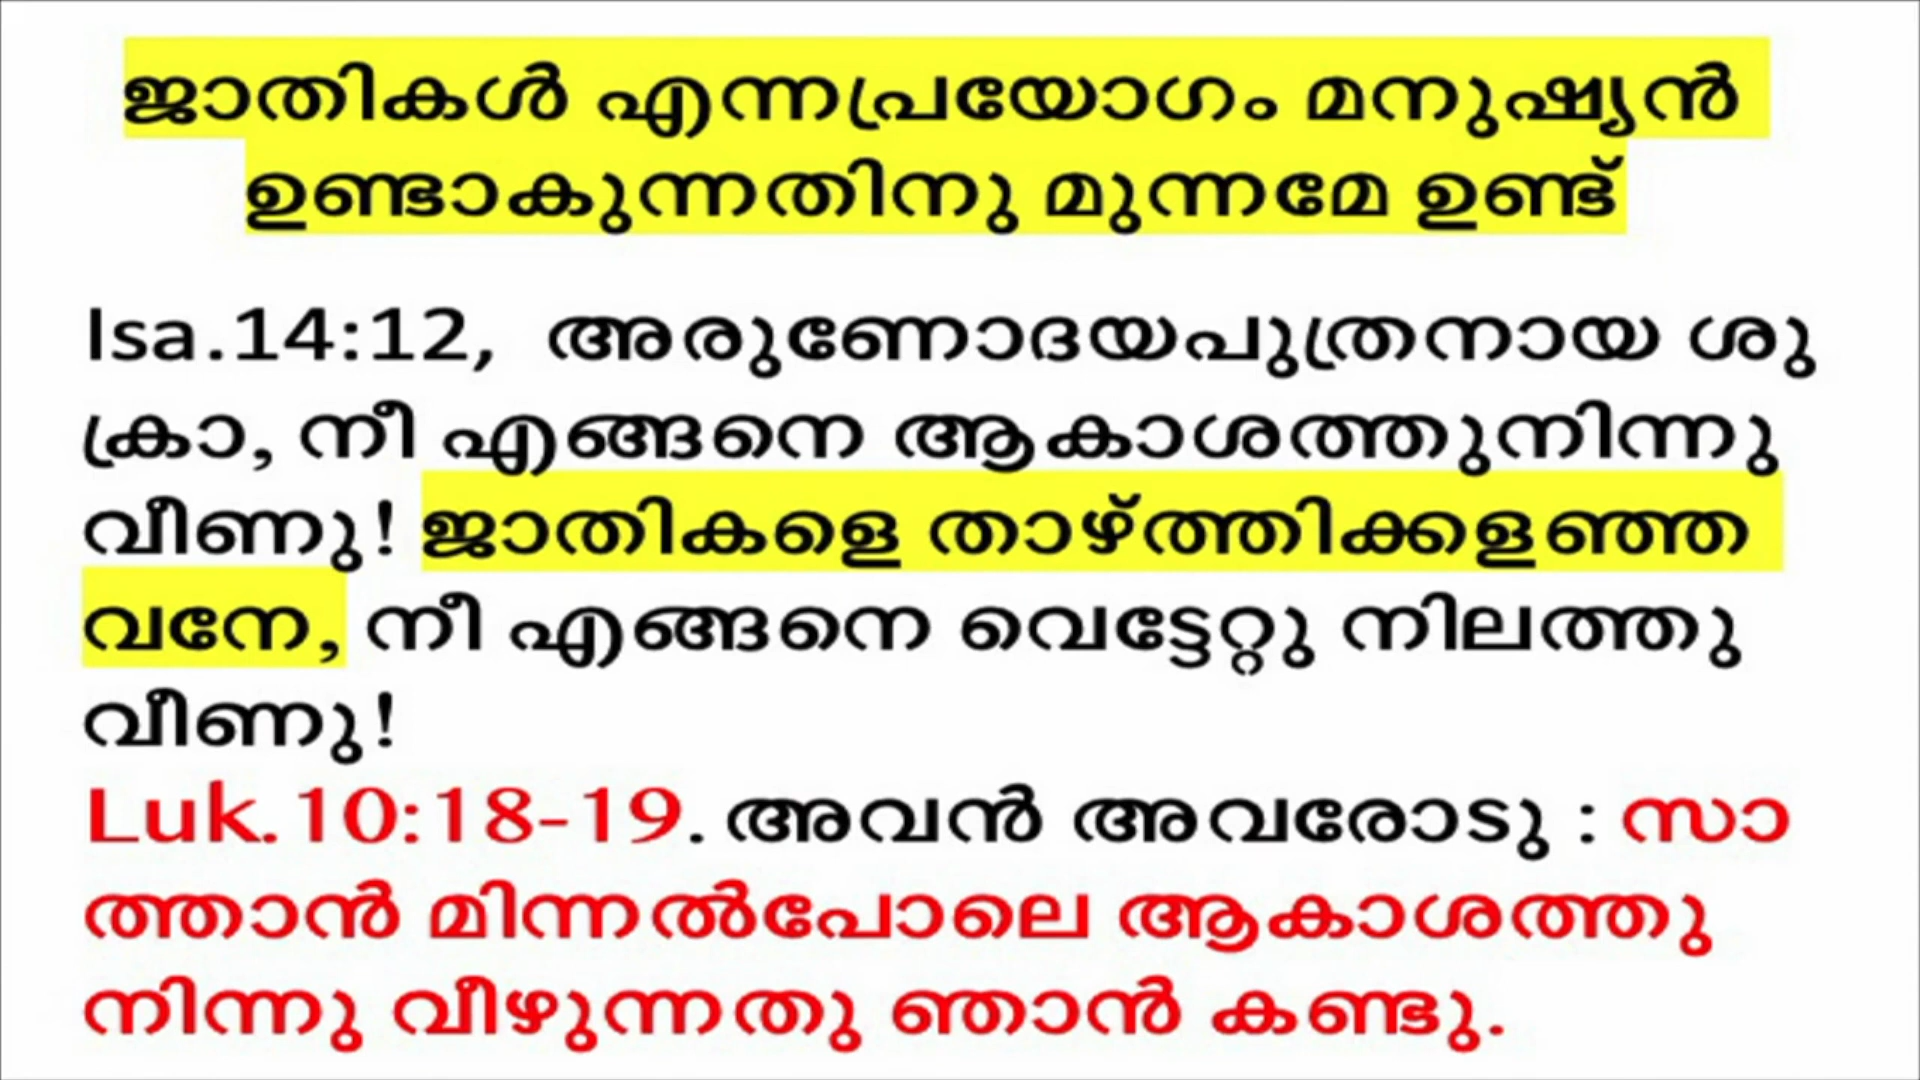 ജാതികൾ എന്നപ്രയോഗം മനുഷ്യൻ
ഉണ്ടാകുന്നതിനു മുന്നമേ ഉണ്ട്
Isa.14:12, അരുണോദയപുത്രനായ ശു
ക്രാ, നീ എങ്ങനെ ആകാശത്തുനിന്നു
വീണു! ജാതികളെ താഴ്ത്തിക്കളഞ്ഞ
വനേ, നീ എങ്ങനെ വെട്ടേറ്റു നിലത്തു
വീണു!
Luk.10:18-19. അവൻ അവരോടു : സാ
ത്താൻ മിന്നൽപോലെ ആകാശത്തു
നിന്നു വീഴുന്നതു ഞാൻ കണ്ടു.